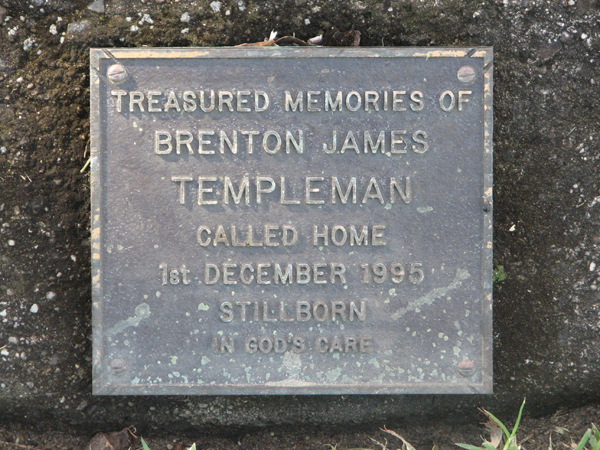 TREASURED MEMORIES OF
BRENTON JAMES
TEMPLEMAN
CALLED HOME
1st DECEMBER 1995
STILLBORN
IN GOD'S CARE